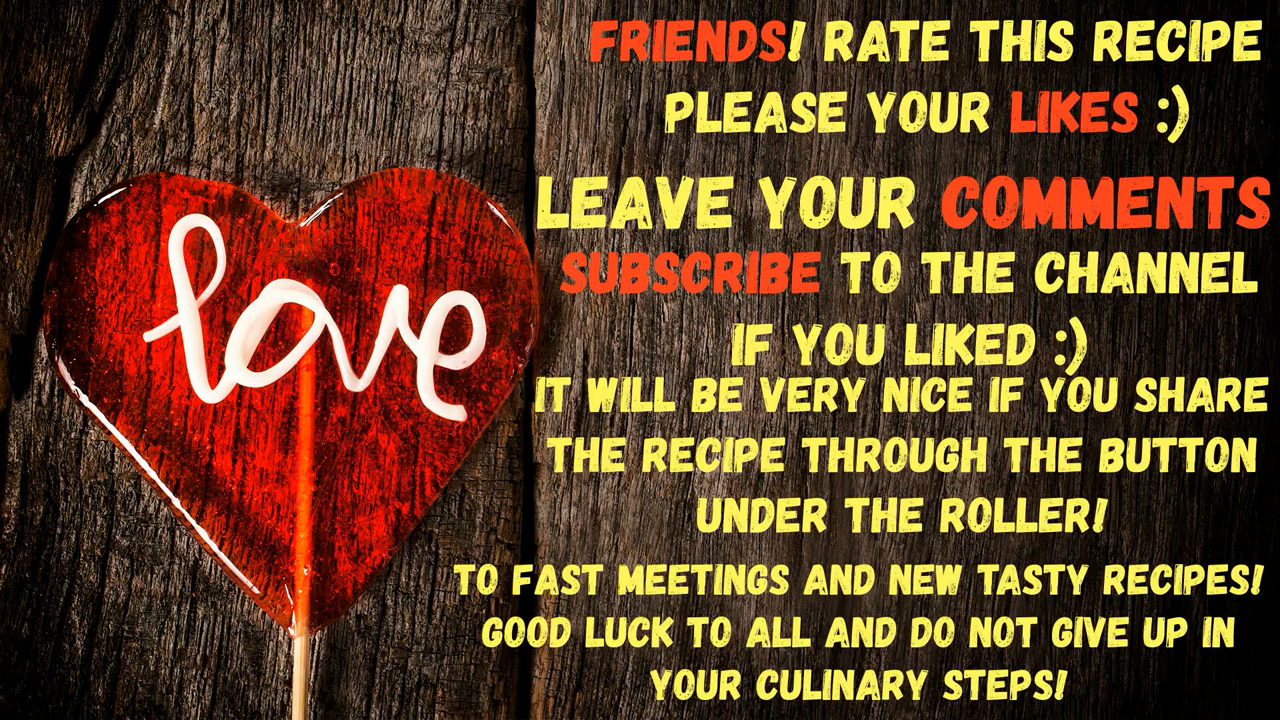 FRIENDS! RATE THIS RECIPE
PLEASE YOUR LIKES :)
LEAVE YOUR COMMENTS
SUBSCRIBE TO THE CHANNEL
IF YOU LIKED :)
IT WILL BE VERY NICE IF YOU SHARE
THE RECIPE THROUGH THE BUTTON
UNDER THE ROLLER!
TO FAST MEETINGS AND NEW TASTY RECIPES!
GOOD LUCK TO ALL AND DO NOT GIVE UP IN
YOUR CULINARY STEPS!
love